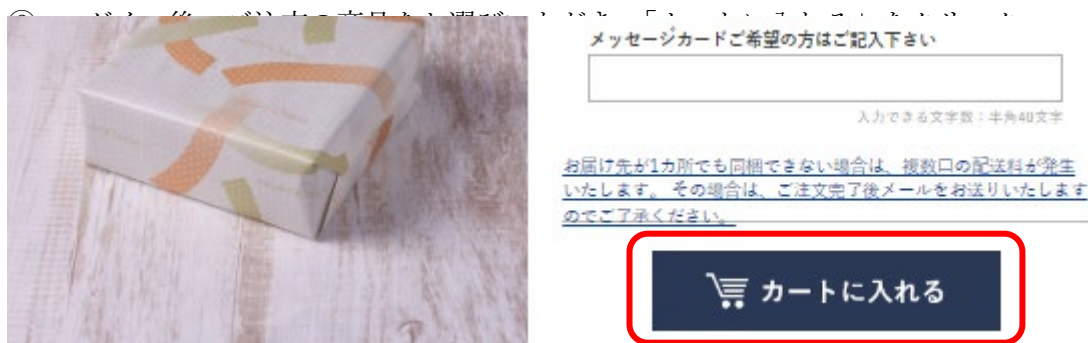 メッセージカードご希望の方はご記入下さい
入力できる文字数：半角40文字
お届け先が1カ所でも同梱できない場合は、複数口の配送料が発生
いたします。 その場合は、ご注文完了後メールをお送りいたします
のでご了承ください。
カートに入れる